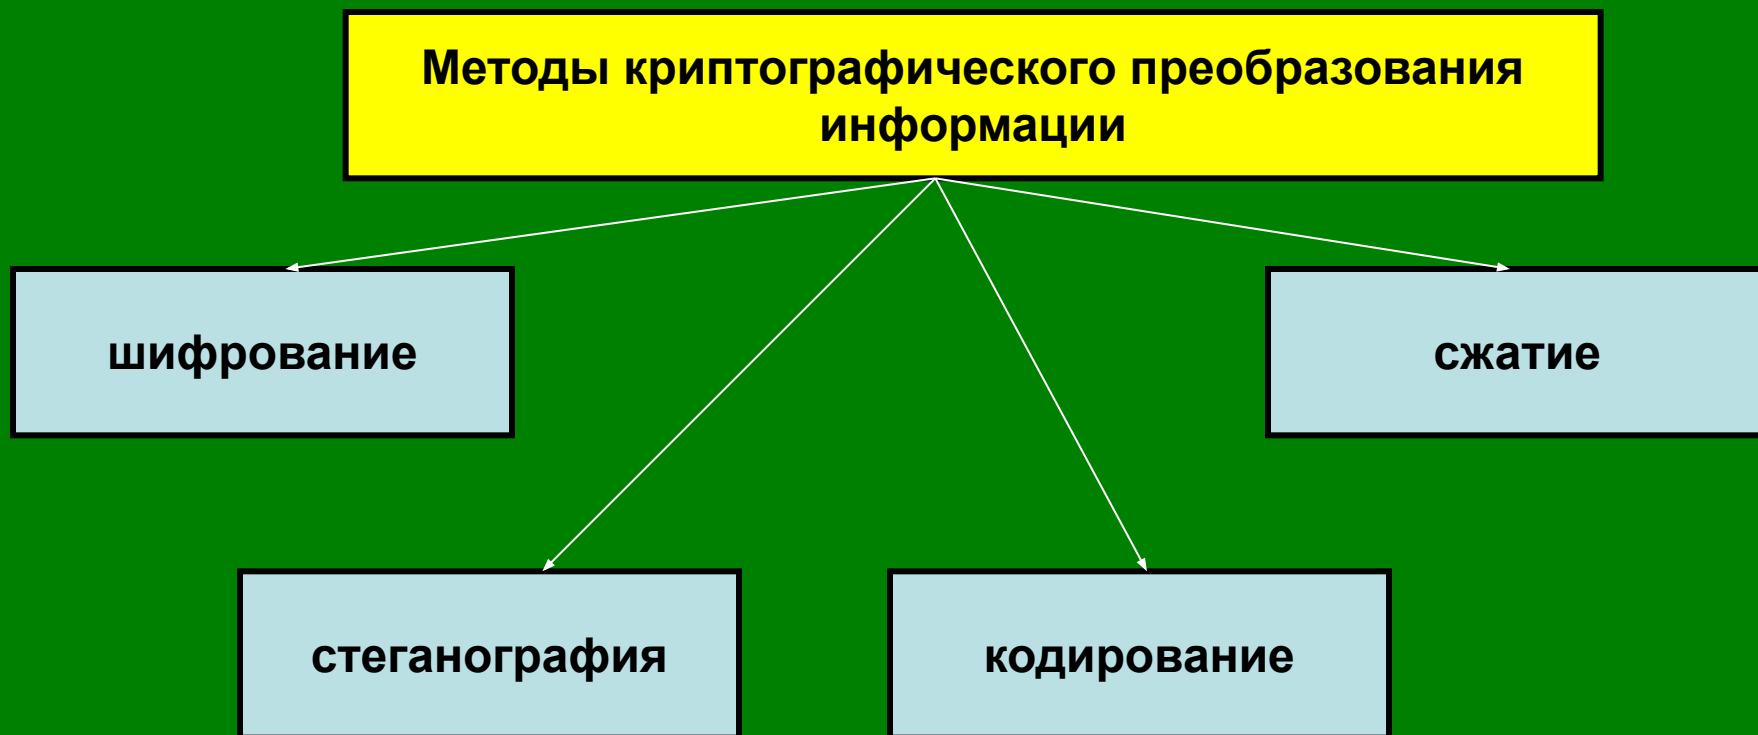 Методы криптографического преобразования
информации
шифрование
сжатие
стеганография
кодирование